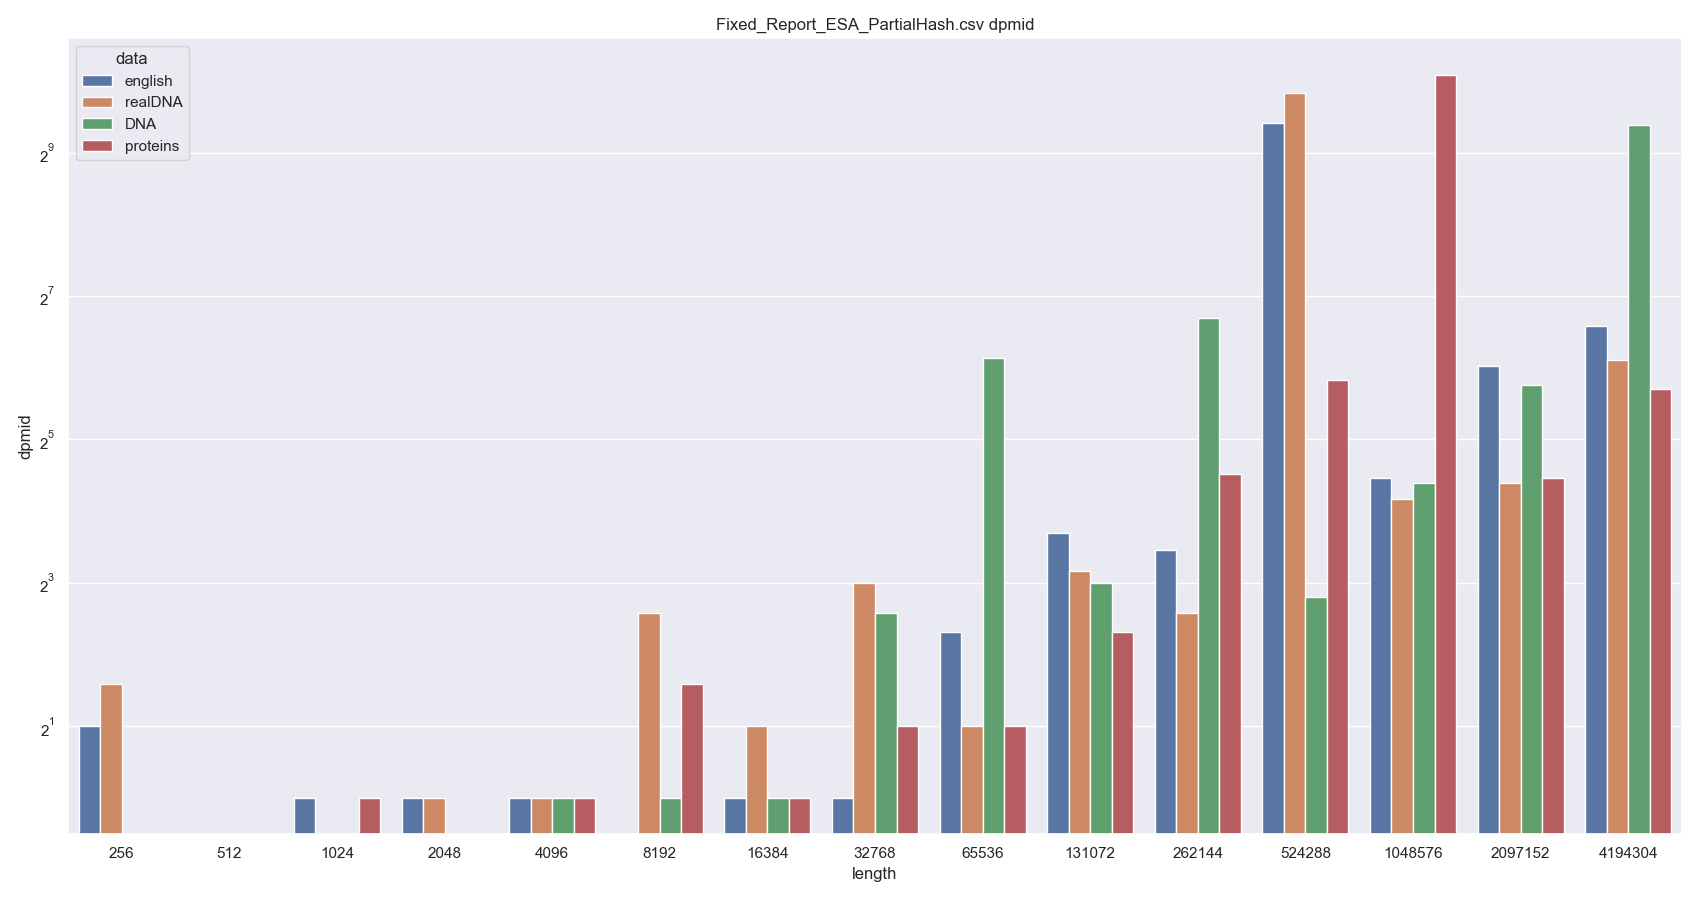 Fixed_Report_ESA_PartialHash.csv dpmid
data
english
realDNA
DNA
proteins
2^9
2^7
2^5
2^3
2^1
dpmid
256 512 1024 2048 4096 8192 16384 32768 65536 131072 262144 524288 1048576 2097152 4194304
length